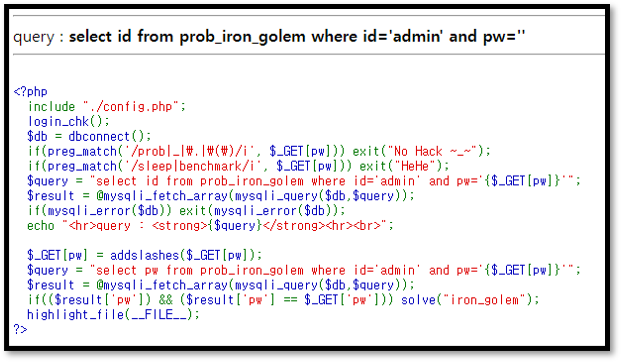 query : select id from prob_iron_golem where id='admin' and pw=''
<?php
  include "./config.php";
  login_chk();
  $db = dbconnect();
  if(preg_match('/prob|_|₩.|₩(₩)/i', $_GET[pw])) exit("No Hack ~_~");
  if(preg_match('/sleep|benchmark/i', $_GET[pw])) exit("HeHe");
  $query = "select id from prob_iron_golem where id='admin' and pw='{$_GET[pw]}'";
  $result = @mysqli_fetch_array(mysqli_query($db,$query));
  if(mysqli_error($db)) exit(mysqli_error($db));
  echo "<hr>query : <strong>{$query}</strong><hr><br>";
  $_GET[pw] = addslashes($_GET[pw]);
  $query = "select pw from prob_iron_golem where id='admin' and pw='{$_GET[pw]}'";
  $result = @mysqli_fetch_array(mysqli_query($db,$query));
  if(($result['pw']) && ($result['pw'] == $_GET['pw'])) solve("iron_golem");
  highlight_file(__FILE__);
?>